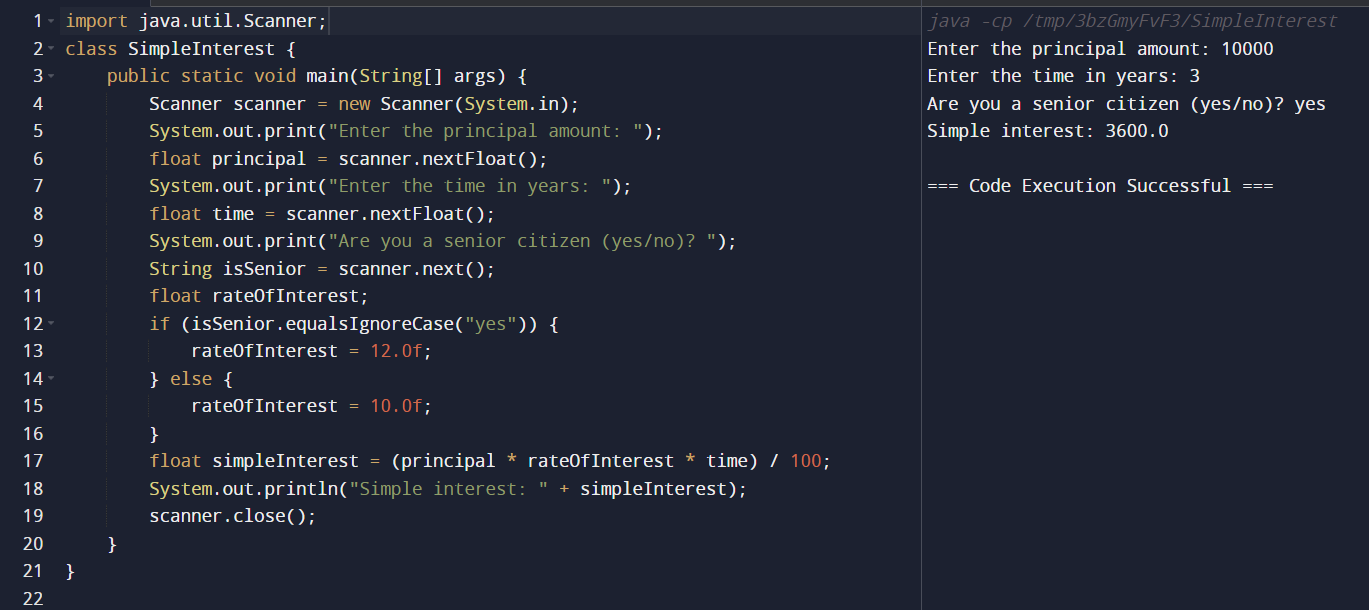 1 import java.util.Scanner;
2 class SimpleInterest {
3     public static void main(String[] args) {
4         Scanner scanner = new Scanner(System.in);
5         System.out.print("Enter the principal amount: ");
6         float principal = scanner.nextFloat();
7         System.out.print("Enter the time in years: ");
8         float time = scanner.nextFloat();
9         System.out.print("Are you a senior citizen (yes/no)? ");
10         String isSenior = scanner.next();
11         float rateOfInterest;
12         if (isSenior.equalsIgnoreCase("yes")) {
13             rateOfInterest = 12.0f;
14         } else {
15             rateOfInterest = 10.0f;
16         }
17         float simpleInterest = (principal * rateOfInterest * time) / 100;
18         System.out.println("Simple interest: " + simpleInterest);
19         scanner.close();
20     }
21 }
22
java -cp /tmp/3bzGmyFvF3/SimpleInterest
Enter the principal amount: 10000
Enter the time in years: 3
Are you a senior citizen (yes/no)? yes
Simple interest: 3600.0
=== Code Execution Successful ===